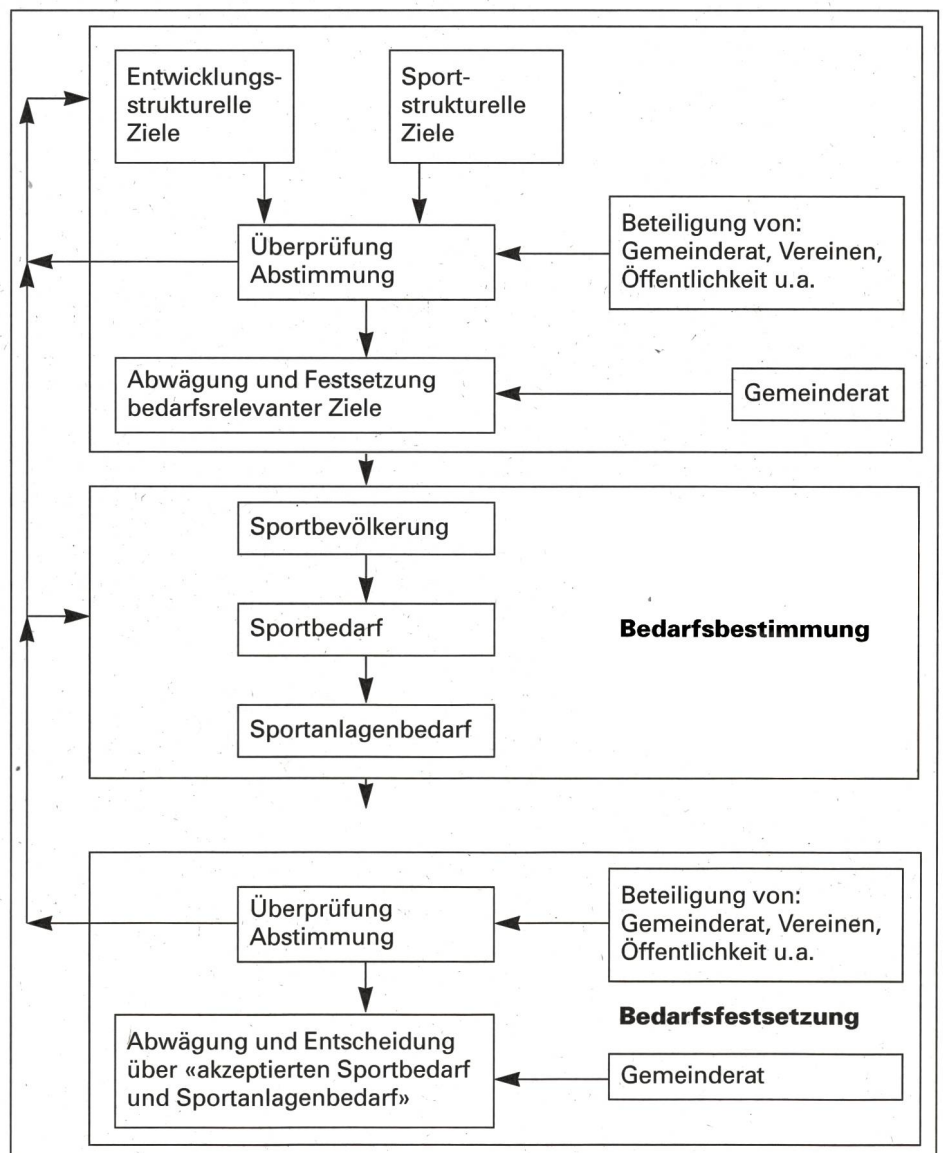 Entwicklungs-
strukturelle
Ziele
Sport-
strukturelle
Ziele
Überprüfung
Abstimmung
Beteiligung von:
Gemeinderat, Vereinen,
Öffentlichkeit u.a.
Abwägung und Festsetzung
bedarfsrelevanter Ziele
Gemeinderat
Sportbevölkerung
Sportbedarf
Bedarfsbestimmung
Sportanlagenbedarf
Überprüfung
Abstimmung
Beteiligung von:
Gemeinderat, Vereinen,
Öffentlichkeit u.a.
Bedarfsfestsetzung
Abwägung und Entscheidung
über «akzeptierten Sportbedarf
und Sportanlagenbedarf»
Gemeinderat